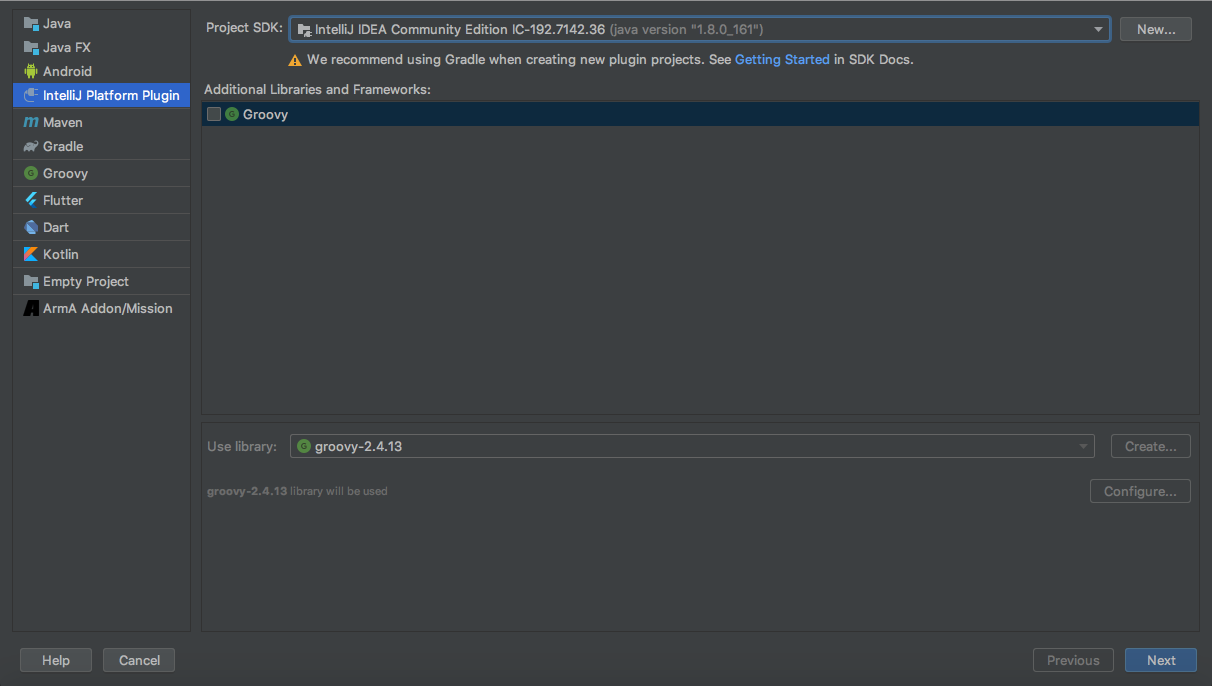 Java
Java FX
Android
IntelliJ Platform Plugin
Maven
Gradle
Groovy
Flutter
Dart
Kotlin
Empty Project
ArmA Addon/Mission
Project SDK: IntelliJ IDEA Community Edition IC-192.7142.36 (java version "1.8.0_161") New...
We recommend using Gradle when creating new plugin projects. See Getting Started in SDK Docs.
Additional Libraries and Frameworks:
G Groovy
Use library: G groovy-2.4.13 Create...
groovy-2.4.13 library will be used Configure...
Help Cancel Previous Next